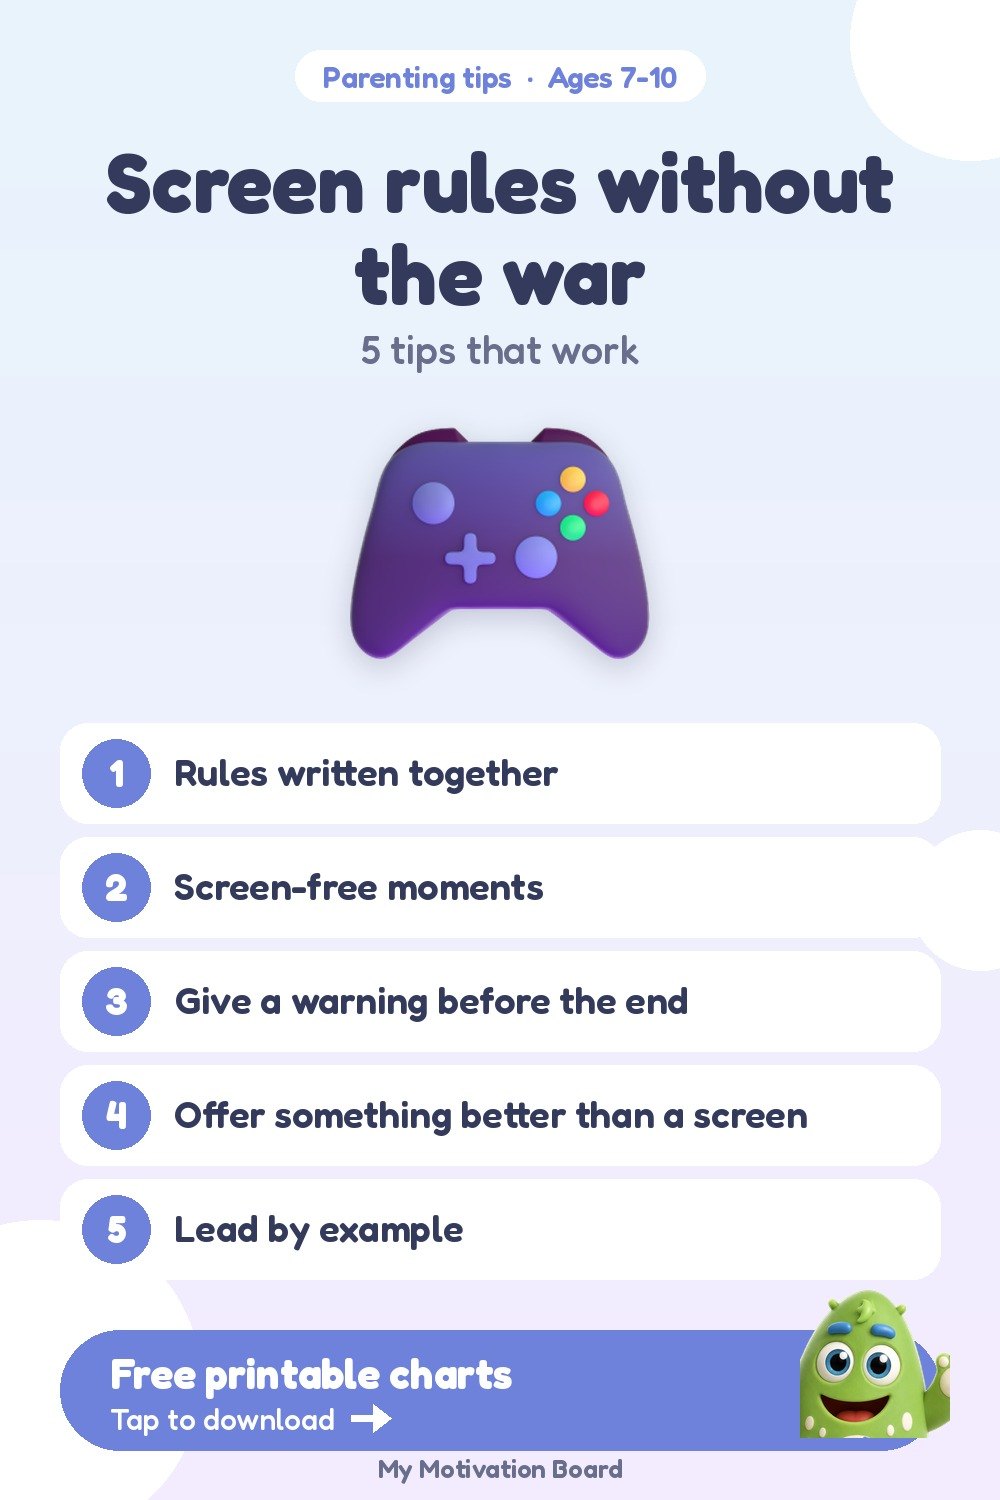 Parenting tips · Ages 7-10
Screen rules without
the war
5 tips that work
1 Rules written together
2 Screen-free moments
3 Give a warning before the end
4 Offer something better than a screen
5 Lead by example
Free printable charts
Tap to download →
My Motivation Board